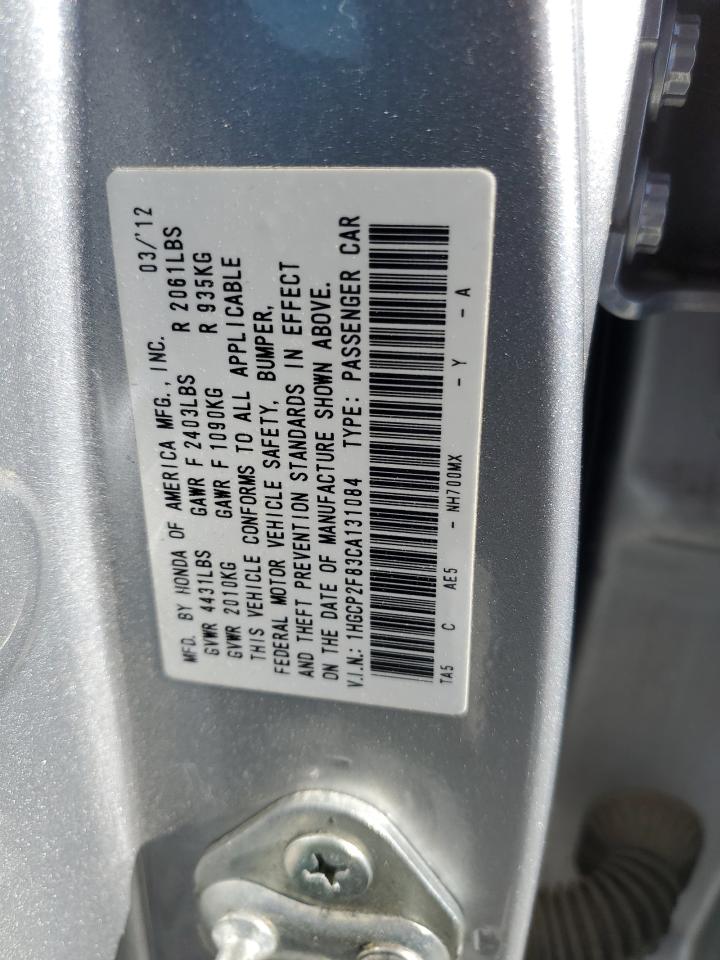 MFD. BY HONDA OF AMERICA MFG., INC. 03/'12
GVWR 4431LBS GAWR F 2403LBS R 2061LBS
GVWR 2010KG GAWR F 1090KG R 935KG
THIS VEHICLE CONFORMS TO ALL APPLICABLE
FEDERAL MOTOR VEHICLE SAFETY, BUMPER,
AND THEFT PREVENTION STANDARDS IN EFFECT
ON THE DATE OF MANUFACTURE SHOWN ABOVE.
V.I.N.: 1HGCP2F83CA131084 TYPE: PASSENGER CAR
TA5 C AE5 - NH700MX - Y - A